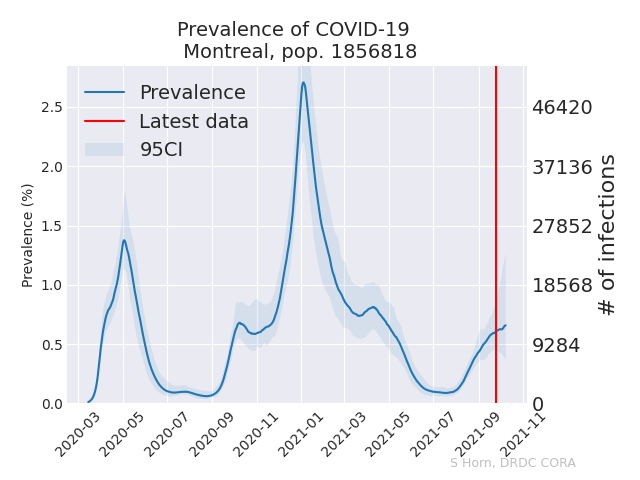 Prevalence of COVID-19
Montreal, pop. 1856818
Prevalence
Latest data
95CI
Prevalence (%)
2.5
2.0
1.5
1.0
0.5
0.0
46420
37136
27852
18568
9284
0
# of infections
2020-03
2020-05
2020-07
2020-09
2020-11
2021-01
2021-03
2021-05
2021-07
2021-09
2021-11
S Horn, DRDC CORA